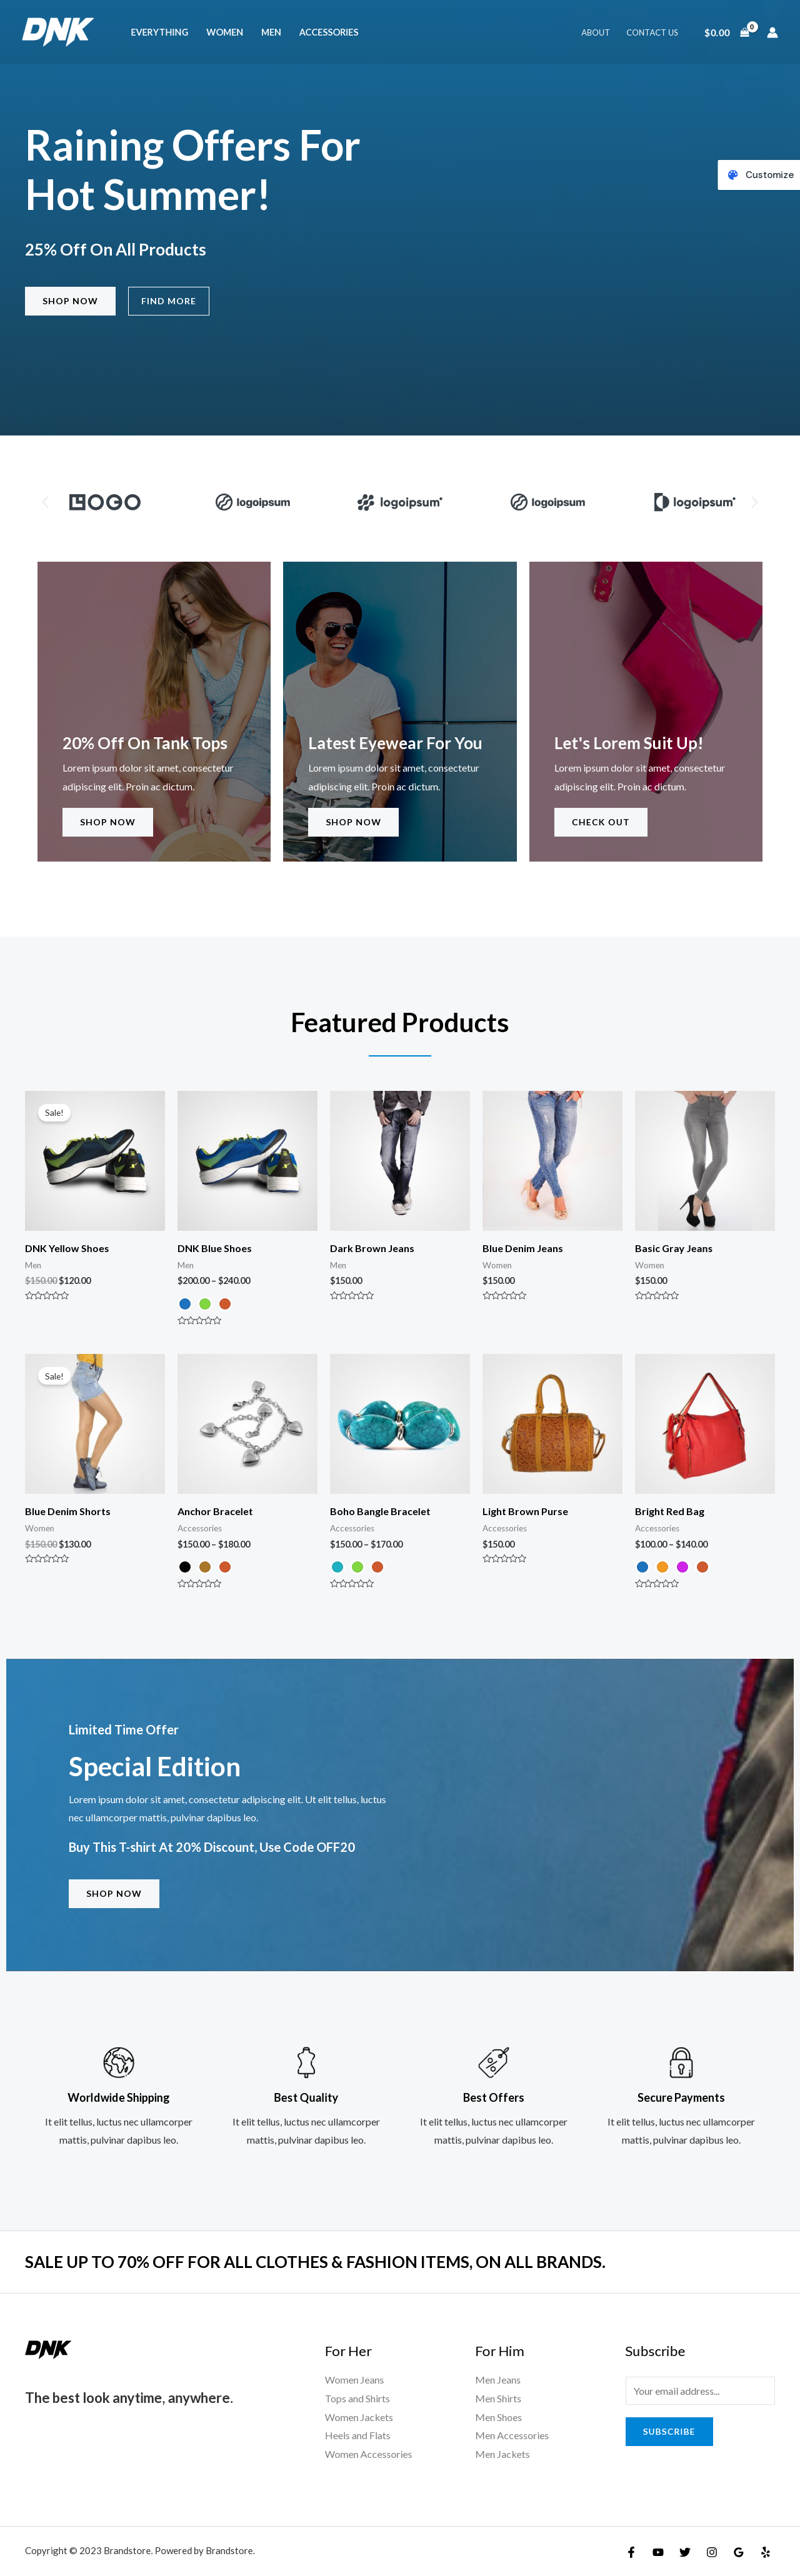 DNK
EVERYTHING WOMEN MEN ACCESSORIES
ABOUT CONTACT US $0.00 0
Raining Offers For
Hot Summer!
Customize
25% Off On All Products
SHOP NOW FIND MORE
LOGO logoipsum logoipsum logoipsum logoipsum
20% Off On Tank Tops
Lorem ipsum dolor sit amet, consectetur
adipiscing elit. Proin ac dictum.
SHOP NOW
Latest Eyewear For You
Lorem ipsum dolor sit amet, consectetur
adipiscing elit. Proin ac dictum.
SHOP NOW
Let's Lorem Suit Up!
Lorem ipsum dolor sit amet, consectetur
adipiscing elit. Proin ac dictum.
CHECK OUT
Featured Products
Sale!
DNK Yellow Shoes
Men
$150.00 $120.00
DNK Blue Shoes
Men
$200.00 – $240.00
Dark Brown Jeans
Men
$150.00
Blue Denim Jeans
Women
$150.00
Basic Gray Jeans
Women
$150.00
Sale!
Blue Denim Shorts
Women
$150.00 $130.00
Anchor Bracelet
Accessories
$150.00 – $180.00
Boho Bangle Bracelet
Accessories
$150.00 – $170.00
Light Brown Purse
Accessories
$150.00
Bright Red Bag
Accessories
$100.00 – $140.00
Limited Time Offer
Special Edition
Lorem ipsum dolor sit amet, consectetur adipiscing elit. Ut elit tellus, luctus
nec ullamcorper mattis, pulvinar dapibus leo.
Buy This T-shirt At 20% Discount, Use Code OFF20
SHOP NOW
Worldwide Shipping
It elit tellus, luctus nec ullamcorper
mattis, pulvinar dapibus leo.
Best Quality
It elit tellus, luctus nec ullamcorper
mattis, pulvinar dapibus leo.
Best Offers
It elit tellus, luctus nec ullamcorper
mattis, pulvinar dapibus leo.
Secure Payments
It elit tellus, luctus nec ullamcorper
mattis, pulvinar dapibus leo.
SALE UP TO 70% OFF FOR ALL CLOTHES & FASHION ITEMS, ON ALL BRANDS.
DNK
The best look anytime, anywhere.
For Her
Women Jeans
Tops and Shirts
Women Jackets
Heels and Flats
Women Accessories
For Him
Men Jeans
Men Shirts
Men Shoes
Men Accessories
Men Jackets
Subscribe
Your email address...
SUBSCRIBE
Copyright © 2023 Brandstore. Powered by Brandstore.